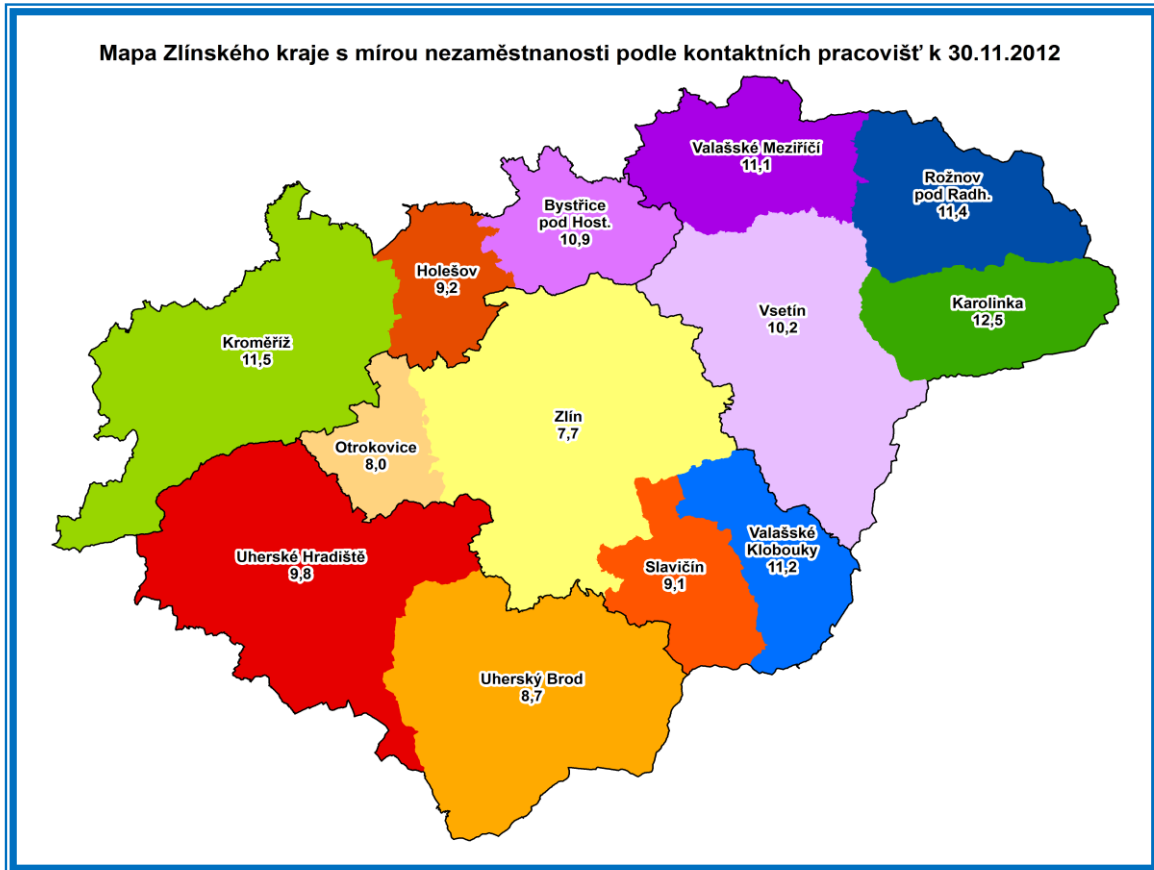 Mapa Zlínského kraje s mírou nezaměstnanosti podle kontaktních pracovišť k 30.11.2012
Valašské Meziříčí
11,1
Rožnov
pod Radh.
11,4
Bystřice
pod Host.
10,9
Holešov
9,2
Vsetín
10,2
Karolinka
12,5
Kroměříž
11,5
Zlín
7,7
Otrokovice
8,0
Valašské
Klobouky
11,2
Uherské Hradiště
9,8
Slavičín
9,1
Uherský Brod
8,7